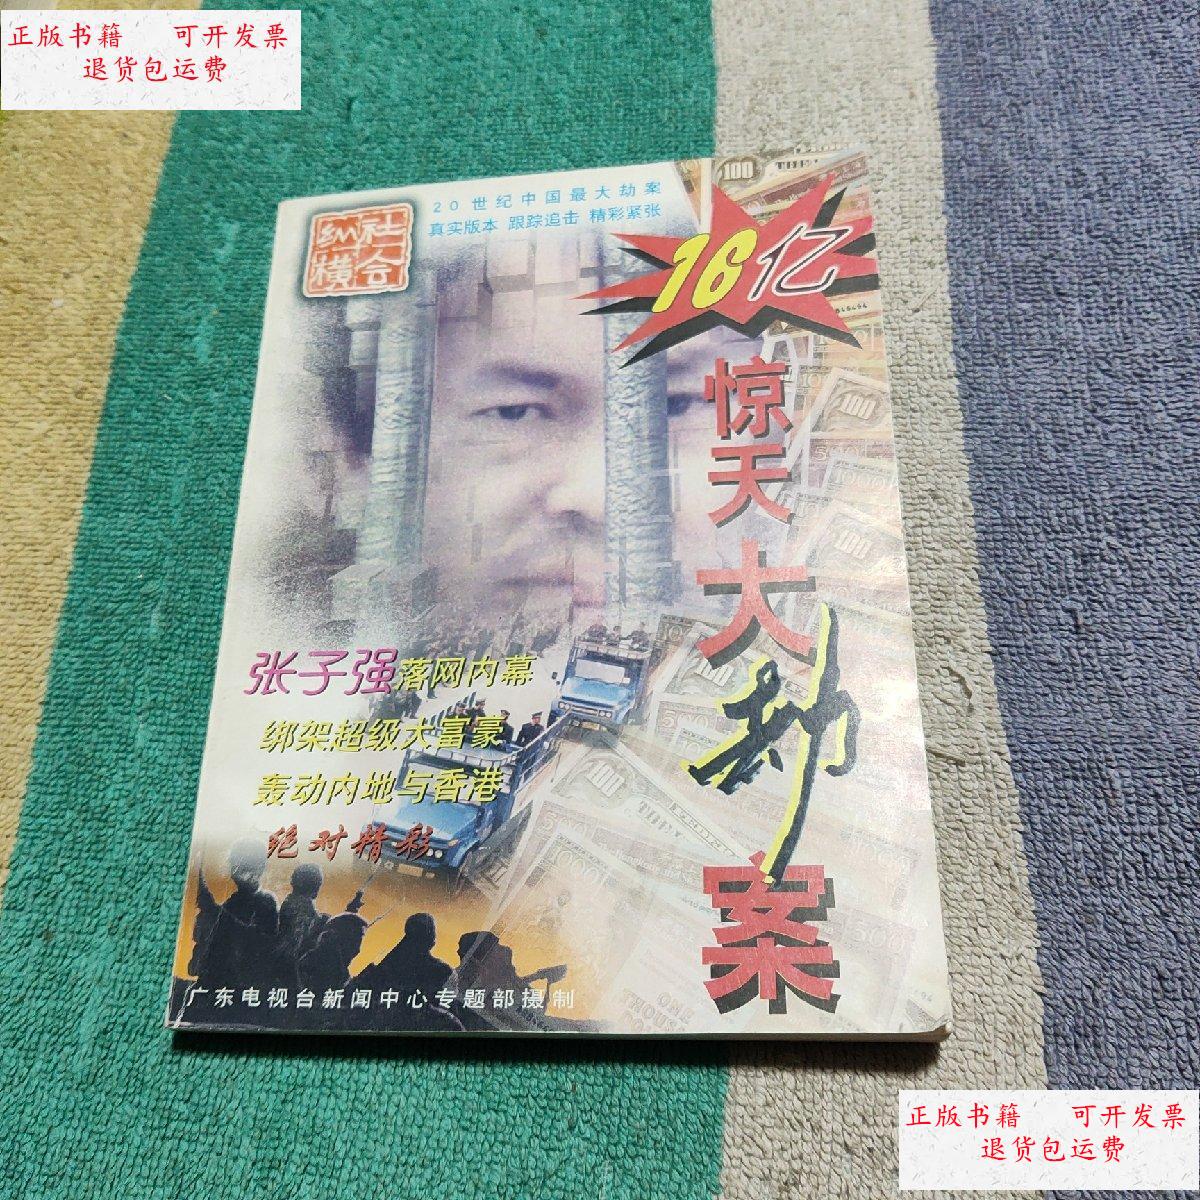 正版书籍 可开发票
退货包运费
20世纪中国最大劫案
真实版本 跟踪追击 精彩紧张
社会纵横
16亿
惊天大劫案
张子强落网内幕
绑架超级大富豪
轰动内地与香港
绝对精彩
广东电视台新闻中心专题部摄制
100
100
100
100
正版书籍 可开发票
退货包运费